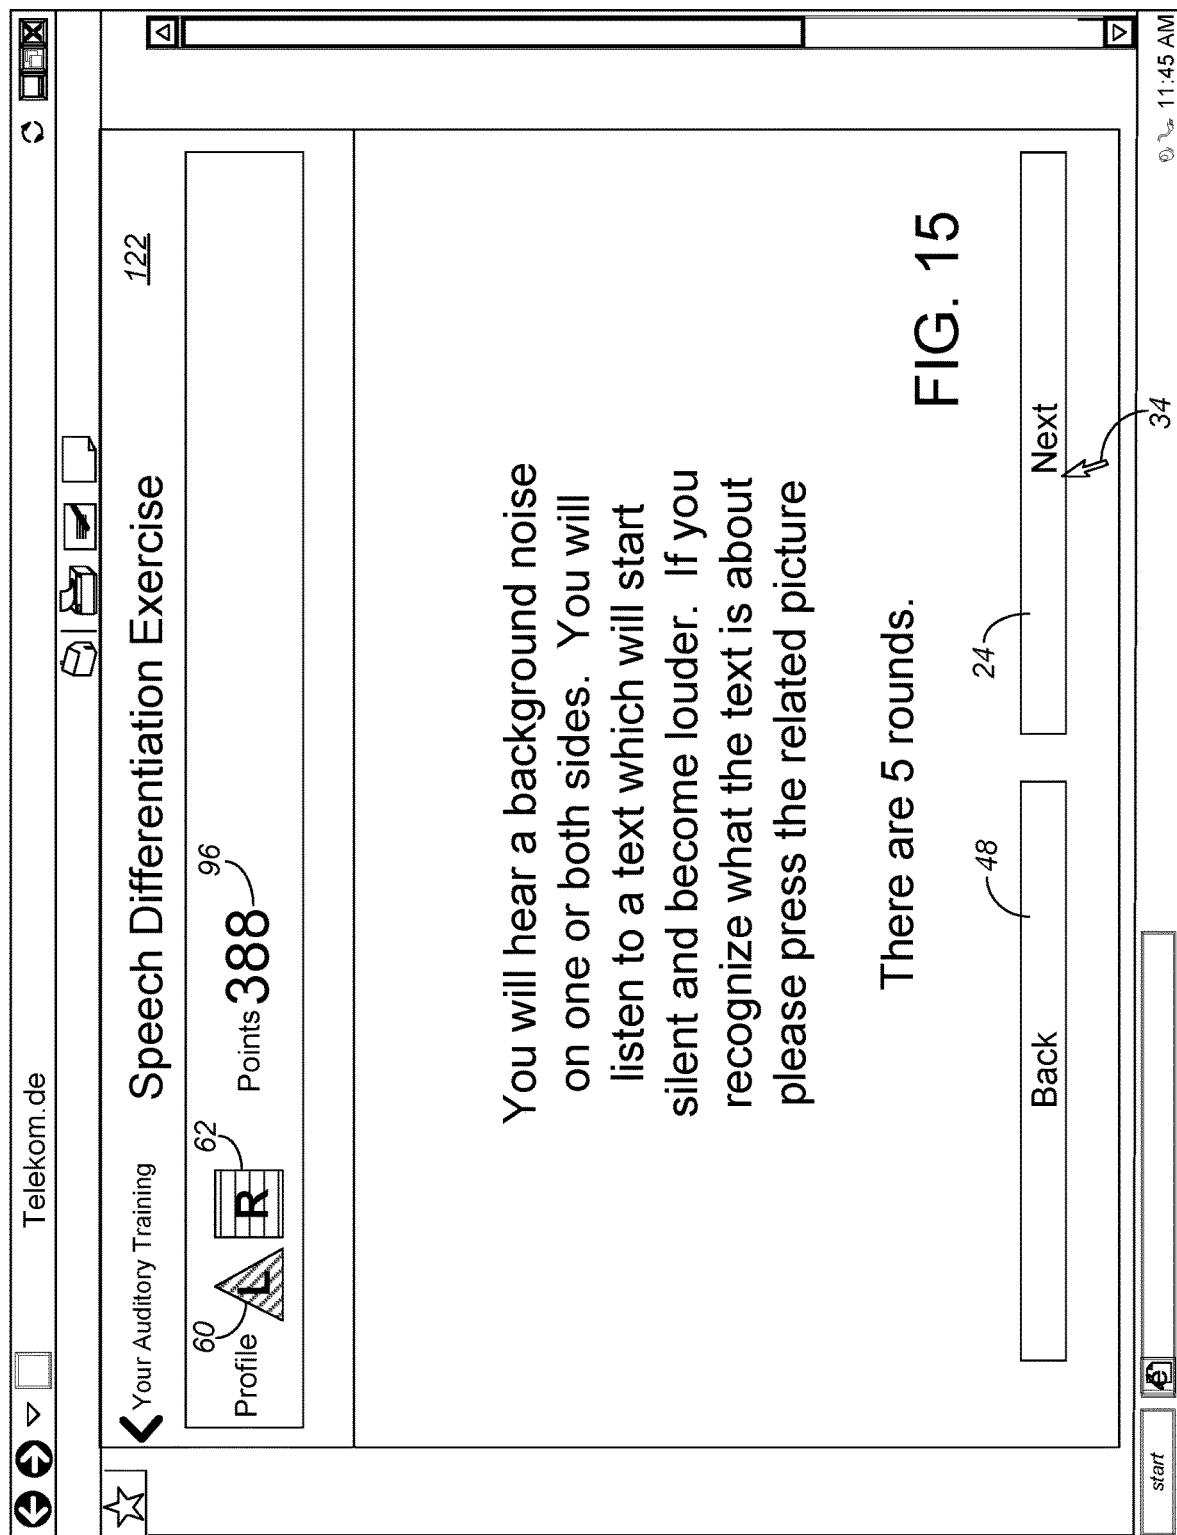 Telekom.de
Your Auditory Training
Speech Differentiation Exercise
122
Profile
60
L
62
R
Points 388
96
You will hear a background noise
on one or both sides. You will
listen to a text which will start
silent and become louder. If you
recognize what the text is about
please press the related picture
There are 5 rounds.
FIG. 15
48
24
Back
Next
34
start
e
11:45 AM